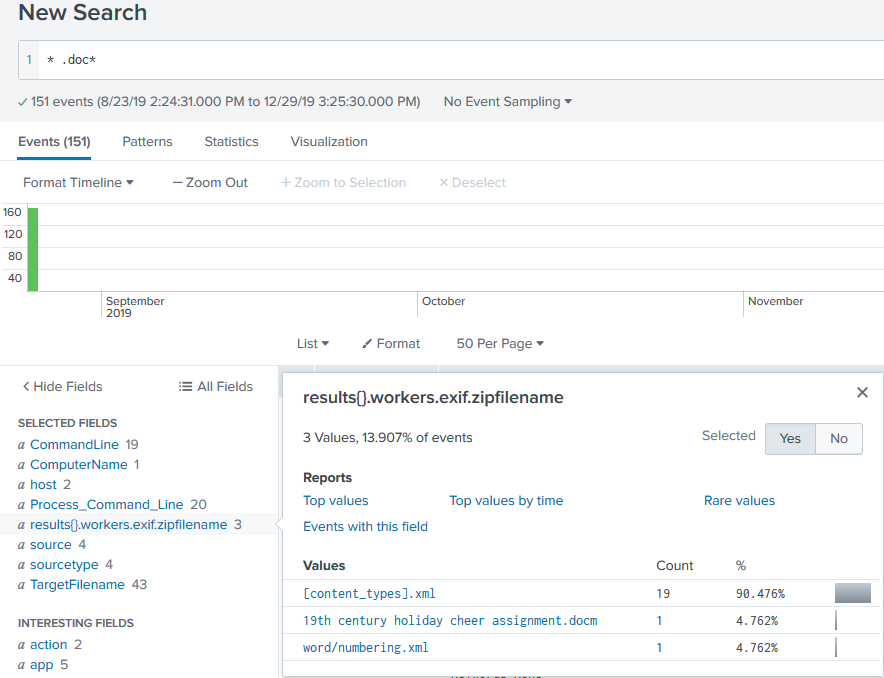 New Search
1 * .doc*
✓ 151 events (8/23/19 2:24:31.000 PM to 12/29/19 3:25:30.000 PM) No Event Sampling ▾
Events (151) Patterns Statistics Visualization
Format Timeline ▾ — Zoom Out + Zoom to Selection × Deselect
160
120
80
40
September October November
2019
List ▾ Format 50 Per Page ▾
< Hide Fields All Fields
SELECTED FIELDS
a CommandLine 19
a ComputerName 1
a host 2
a Process_Command_Line 20
a results{}.workers.exif.zipfilename 3
a source 4
a sourcetype 4
a TargetFilename 43
INTERESTING FIELDS
a action 2
a app 5
results{}.workers.exif.zipfilename ×
3 Values, 13.907% of events Selected Yes No
Reports
Top values Top values by time Rare values
Events with this field
Values Count %
[content_types].xml 19 90.476%
19th century holiday cheer assignment.docm 1 4.762%
word/numbering.xml 1 4.762%